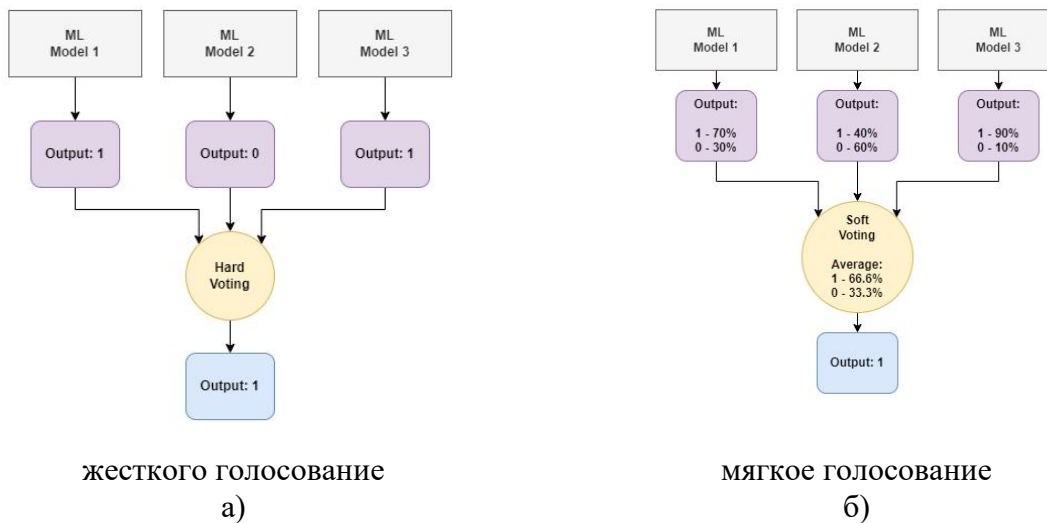 ML
Model 1
ML
Model 2
ML
Model 3
Output: 1
Output: 0
Output: 1
Hard
Voting
Output: 1
жесткого голосование
а)
ML
Model 1
ML
Model 2
ML
Model 3
Output:
1 - 70%
0 - 30%
Output:
1 - 40%
0 - 60%
Output:
1 - 90%
0 - 10%
Soft
Voting
Average:
1 - 66.6%
0 - 33.3%
Output: 1
мягкое голосование
б)